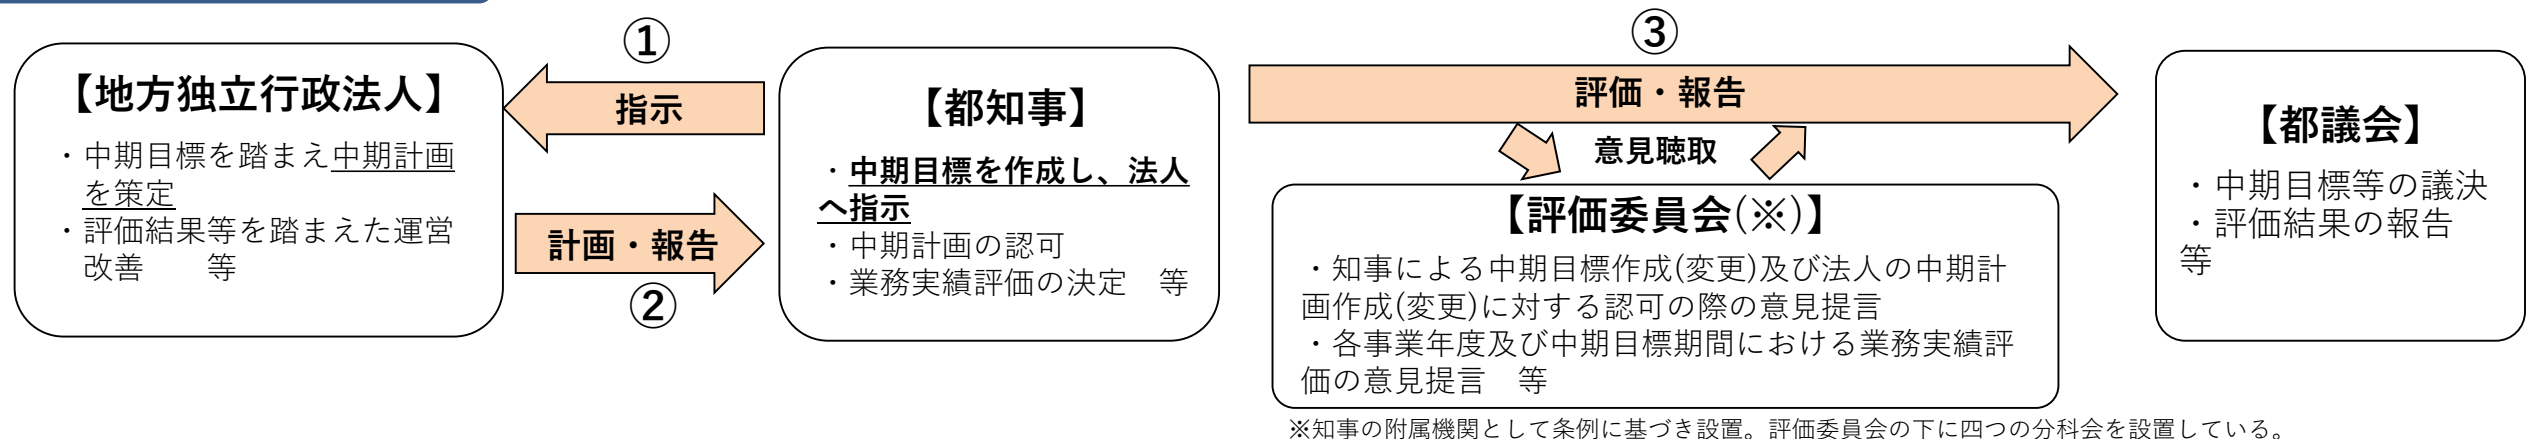 ①
③
【地方独立行政法人】
・中期目標を踏まえ中期計画
を策定
・評価結果等を踏まえた運営
改善　　等
指示
計画・報告
②
【都知事】
・中期目標を作成し、法人
へ指示
・中期計画の認可
・業務実績評価の決定　等
評価・報告
意見聴取
【評価委員会(※)】
・知事による中期目標作成(変更)及び法人の中期計
画作成(変更)に対する認可の際の意見提言
・各事業年度及び中期目標期間における業務実績評
価の意見提言　等
【都議会】
・中期目標等の議決
・評価結果の報告
等
※知事の附属機関として条例に基づき設置。評価委員会の下に四つの分科会を設置している。